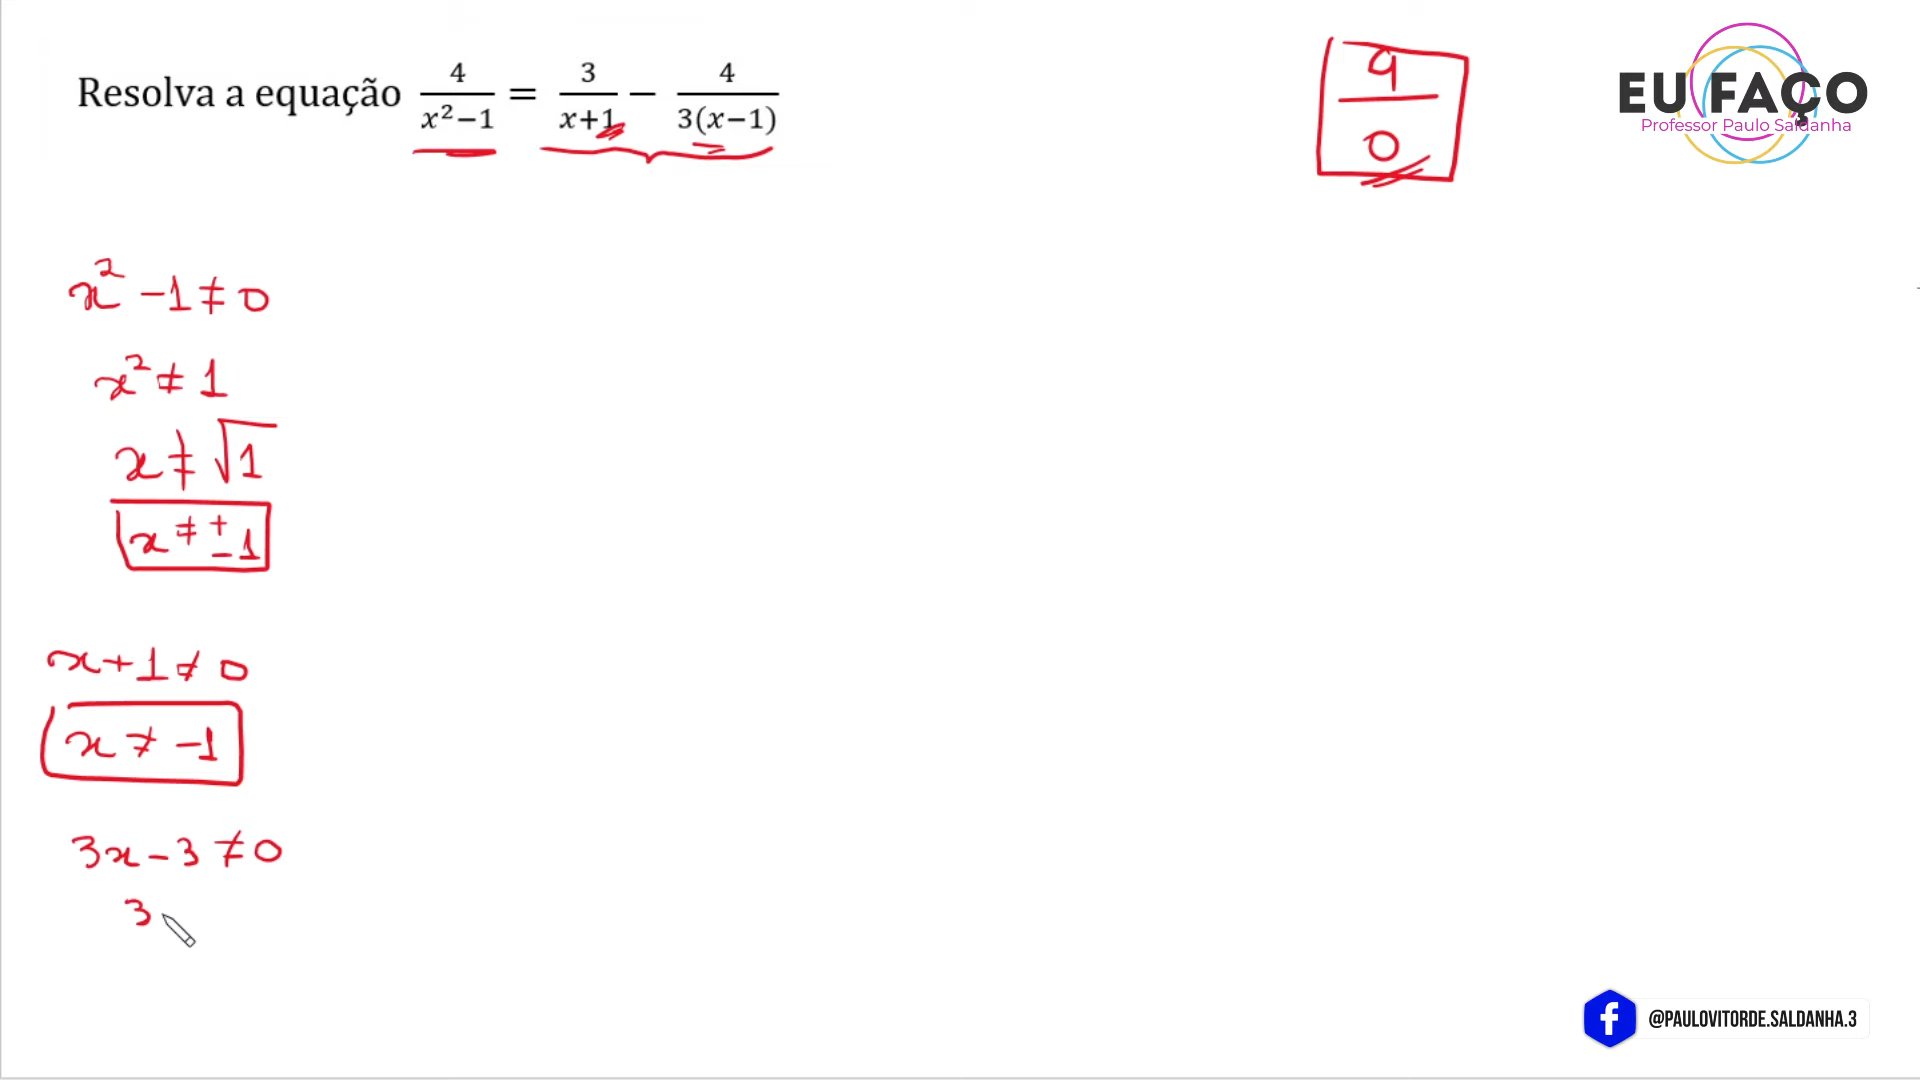 Resolva a equação 4/(x²−1) = 3/(x+1) − 4/(3(x−1))
9/0
EU FAÇO
Professor Paulo Saldanha
x² −1 ≠ 0
x² ≠ 1
x ≠ √1
x ≠ ±1
x+1 ≠ 0
x ≠ −1
3x − 3 ≠ 0
3
@PAULOVITORDE.SALDANHA.3